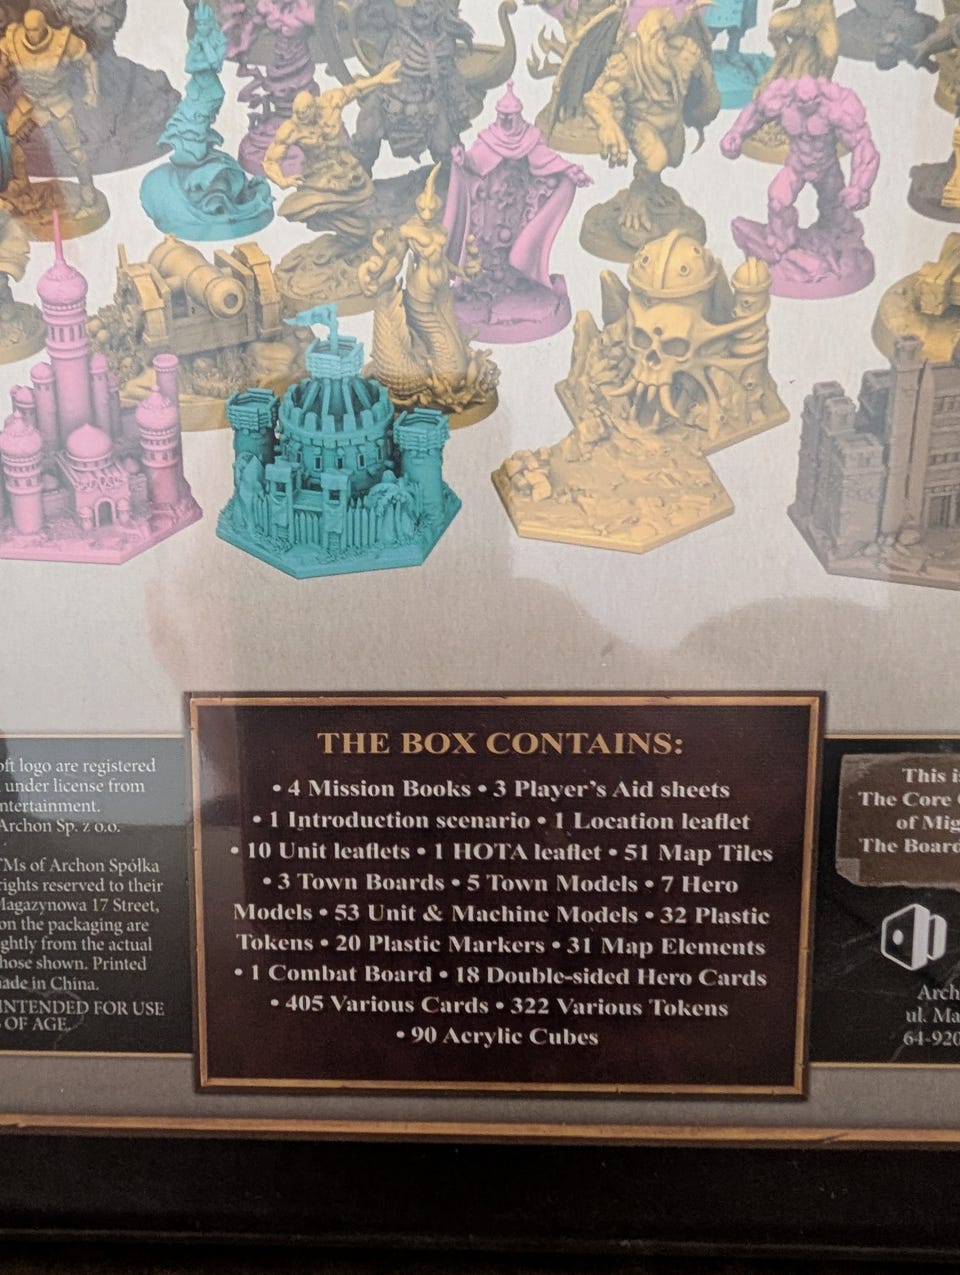 THE BOX CONTAINS:
• 4 Mission Books • 3 Player's Aid sheets
• 1 Introduction scenario • 1 Location leaflet
• 10 Unit leaflets • 1 HOTA leaflet • 51 Map Tiles
• 3 Town Boards • 5 Town Models • 7 Hero
Models • 53 Unit & Machine Models • 32 Plastic
Tokens • 20 Plastic Markers • 31 Map Elements
• 1 Combat Board • 18 Double-sided Hero Cards
• 405 Various Cards • 322 Various Tokens
• 90 Acrylic Cubes
oft logo are registered
under license from
ntertainment.
Archon Sp. z o.o.
Ms of Archon Spółka
rights reserved to their
Magazynowa 17 Street,
on the packaging are
ghtly from the actual
hose shown. Printed
ade in China.
INTENDED FOR USE
OF AGE.
This i
The Core
of Mig
The Board
Arch
ul. Ma
64-920